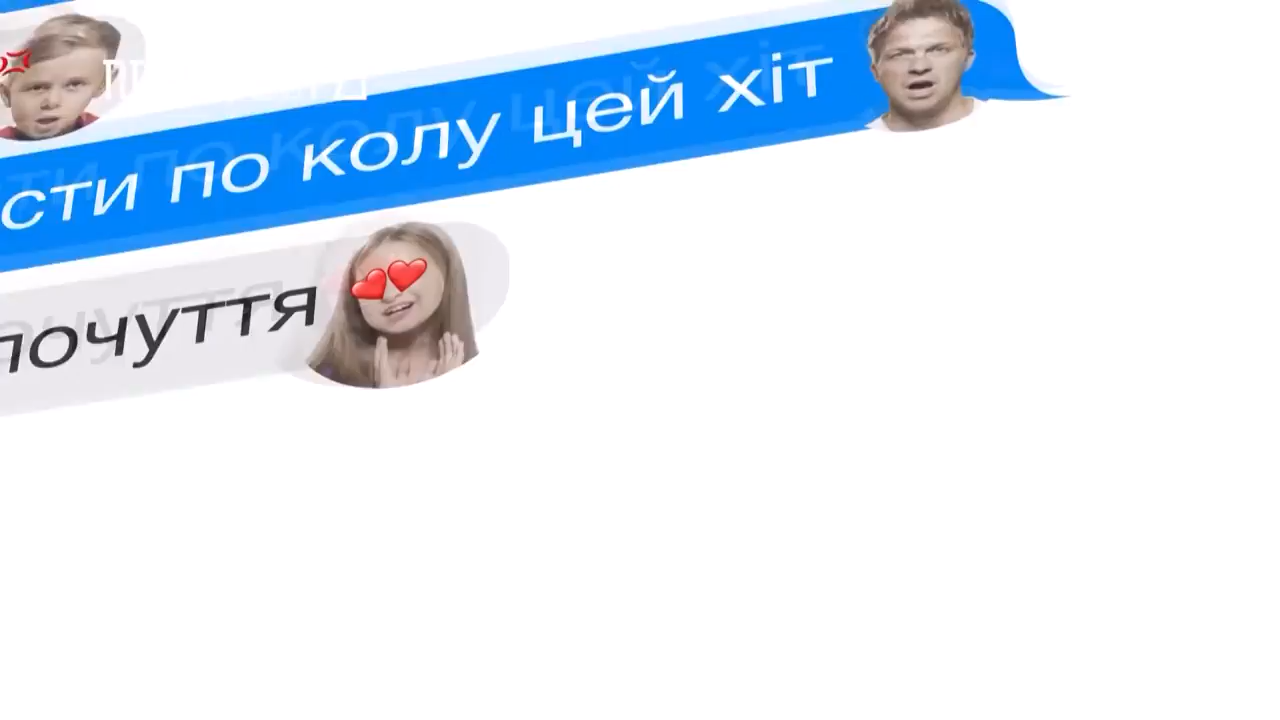 сти по колу цей хіт
почуття